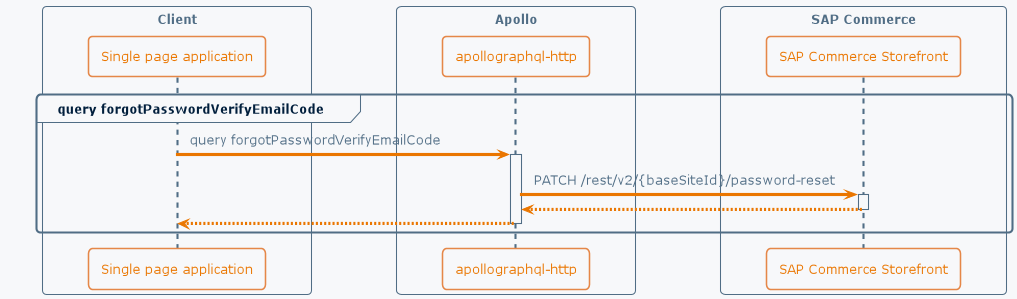 Client
Apollo
SAP Commerce
Single page application
apollographql-http
SAP Commerce Storefront
query forgotPasswordVerifyEmailCode
query forgotPasswordVerifyEmailCode
PATCH /rest/v2/{baseSiteId}/password-reset
Single page application
apollographql-http
SAP Commerce Storefront